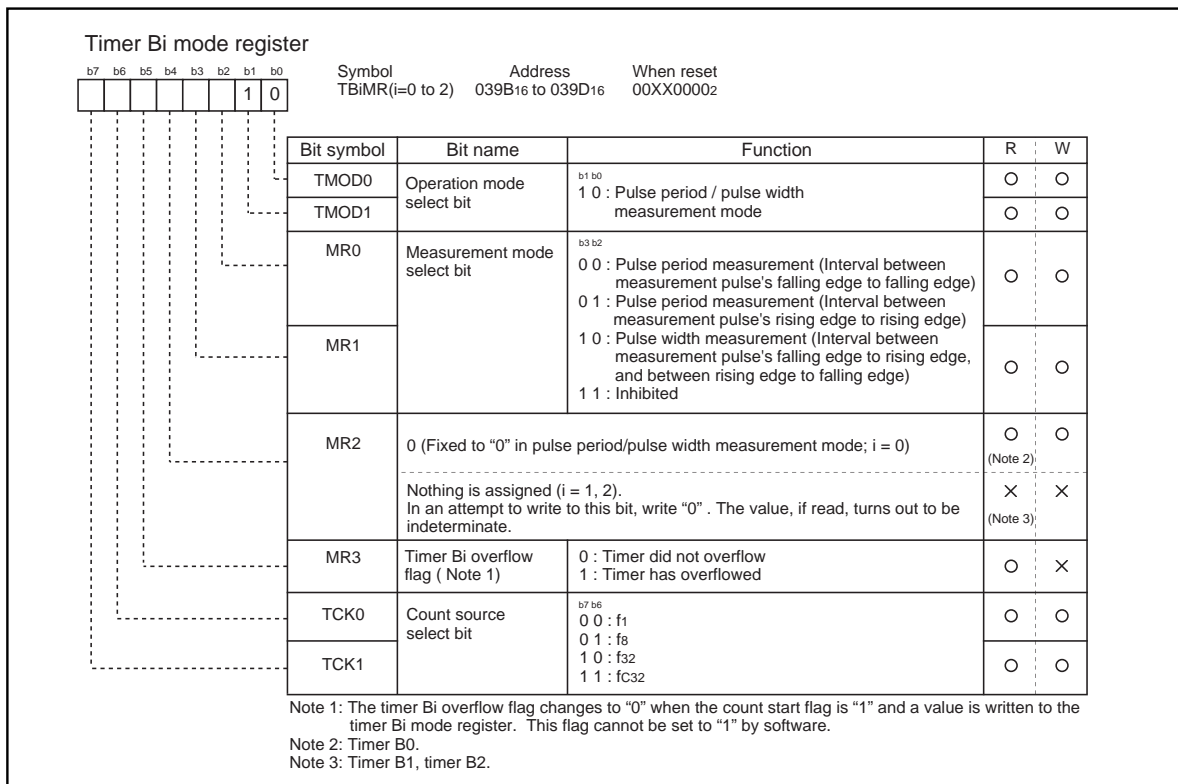 Timer Bi mode register
b7 b6 b5 b4 b3 b2 b1 b0
1 0
Symbol Address When reset
TBiMR(i=0 to 2) 039B16 to 039D16 00XX00002
Bit symbol Bit name Function R W
TMOD0
TMOD1
Operation mode
select bit
b1 b0
1 0 : Pulse period / pulse width
measurement mode
MR0
MR1
Measurement mode
select bit
b3 b2
0 0 : Pulse period measurement (Interval between
measurement pulse's falling edge to falling edge)
0 1 : Pulse period measurement (Interval between
measurement pulse's rising edge to rising edge)
1 0 : Pulse width measurement (Interval between
measurement pulse's falling edge to rising edge,
and between rising edge to falling edge)
1 1 : Inhibited
MR2
0 (Fixed to “0” in pulse period/pulse width measurement mode; i = 0)
(Note 2)
Nothing is assigned (i = 1, 2).
In an attempt to write to this bit, write “0” . The value, if read, turns out to be
indeterminate.
(Note 3)
MR3
Timer Bi overflow
flag ( Note 1)
0 : Timer did not overflow
1 : Timer has overflowed
TCK0
TCK1
Count source
select bit
b7 b6
0 0 : f1
0 1 : f8
1 0 : f32
1 1 : fC32
Note 1: The timer Bi overflow flag changes to “0” when the count start flag is “1” and a value is written to the
timer Bi mode register. This flag cannot be set to “1” by software.
Note 2: Timer B0.
Note 3: Timer B1, timer B2.